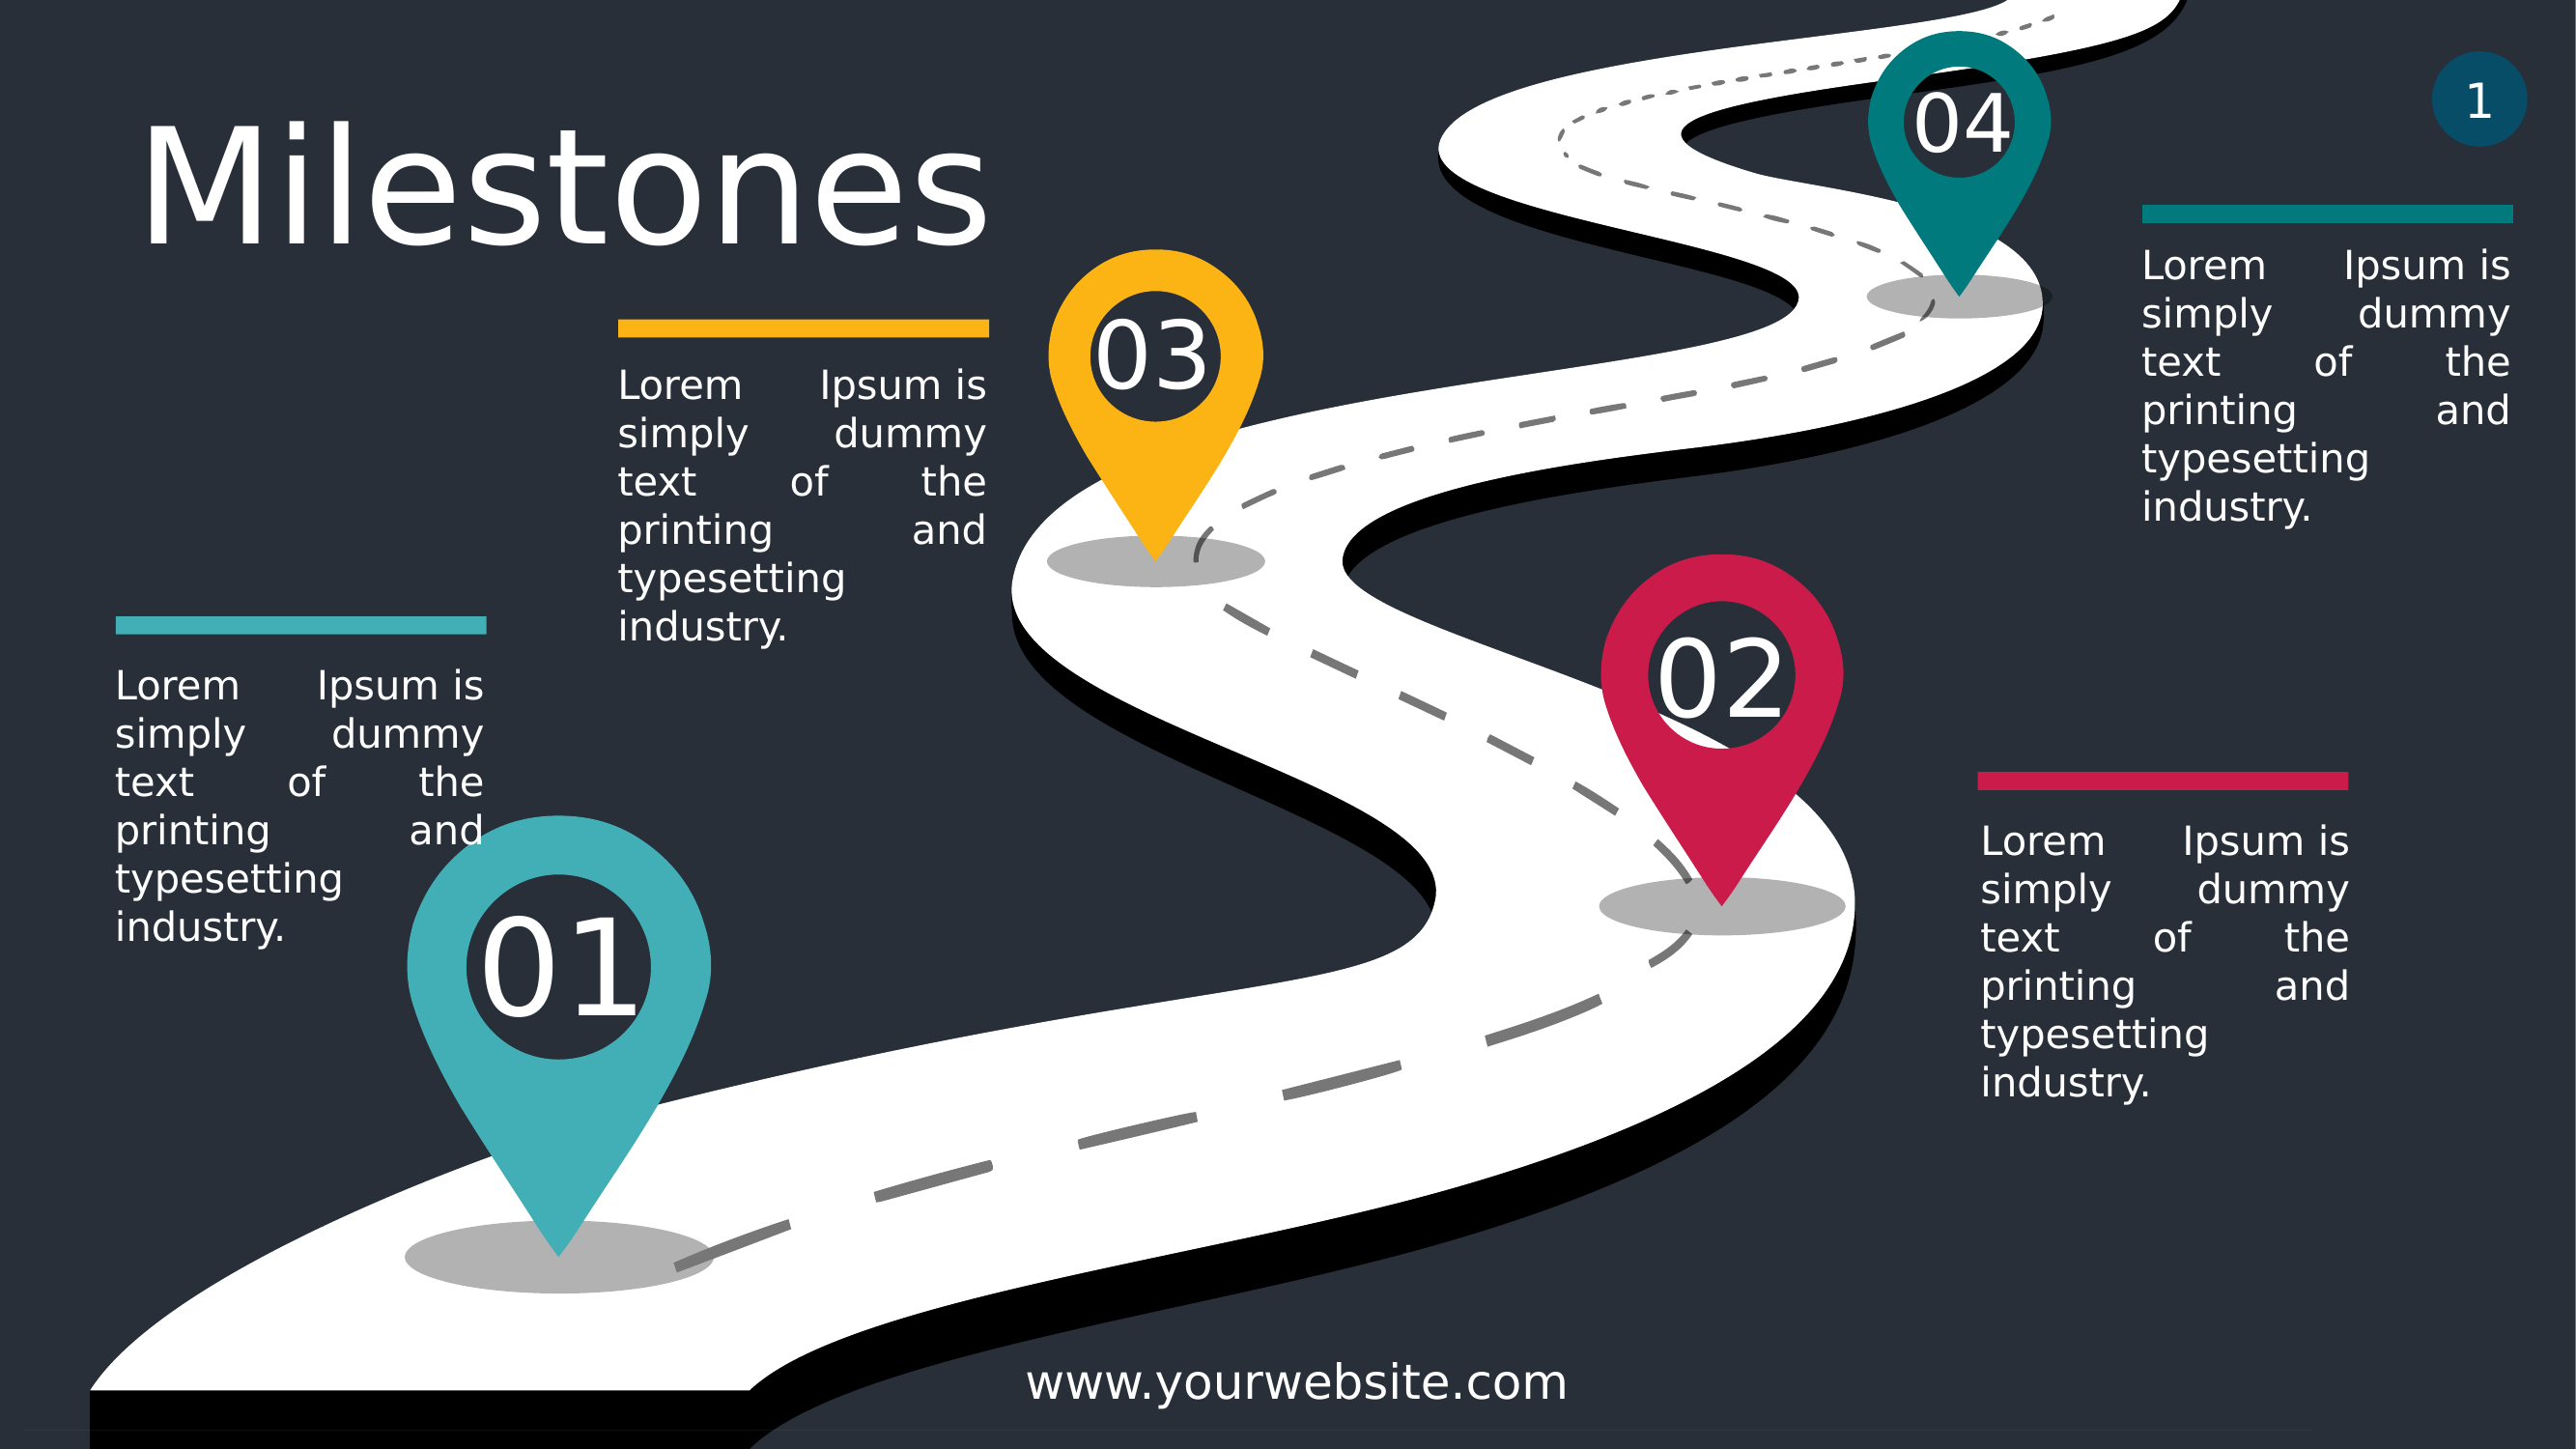 Milestones
1
04
Lorem Ipsum is
simply dummy
text of the
printing and
typesetting
industry.
03
Lorem Ipsum is
simply dummy
text of the
printing and
typesetting
industry.
02
Lorem Ipsum is
simply dummy
text of the
printing and
typesetting
industry.
01
Lorem Ipsum is
simply dummy
text of the
printing and
typesetting
industry.
www.yourwebsite.com